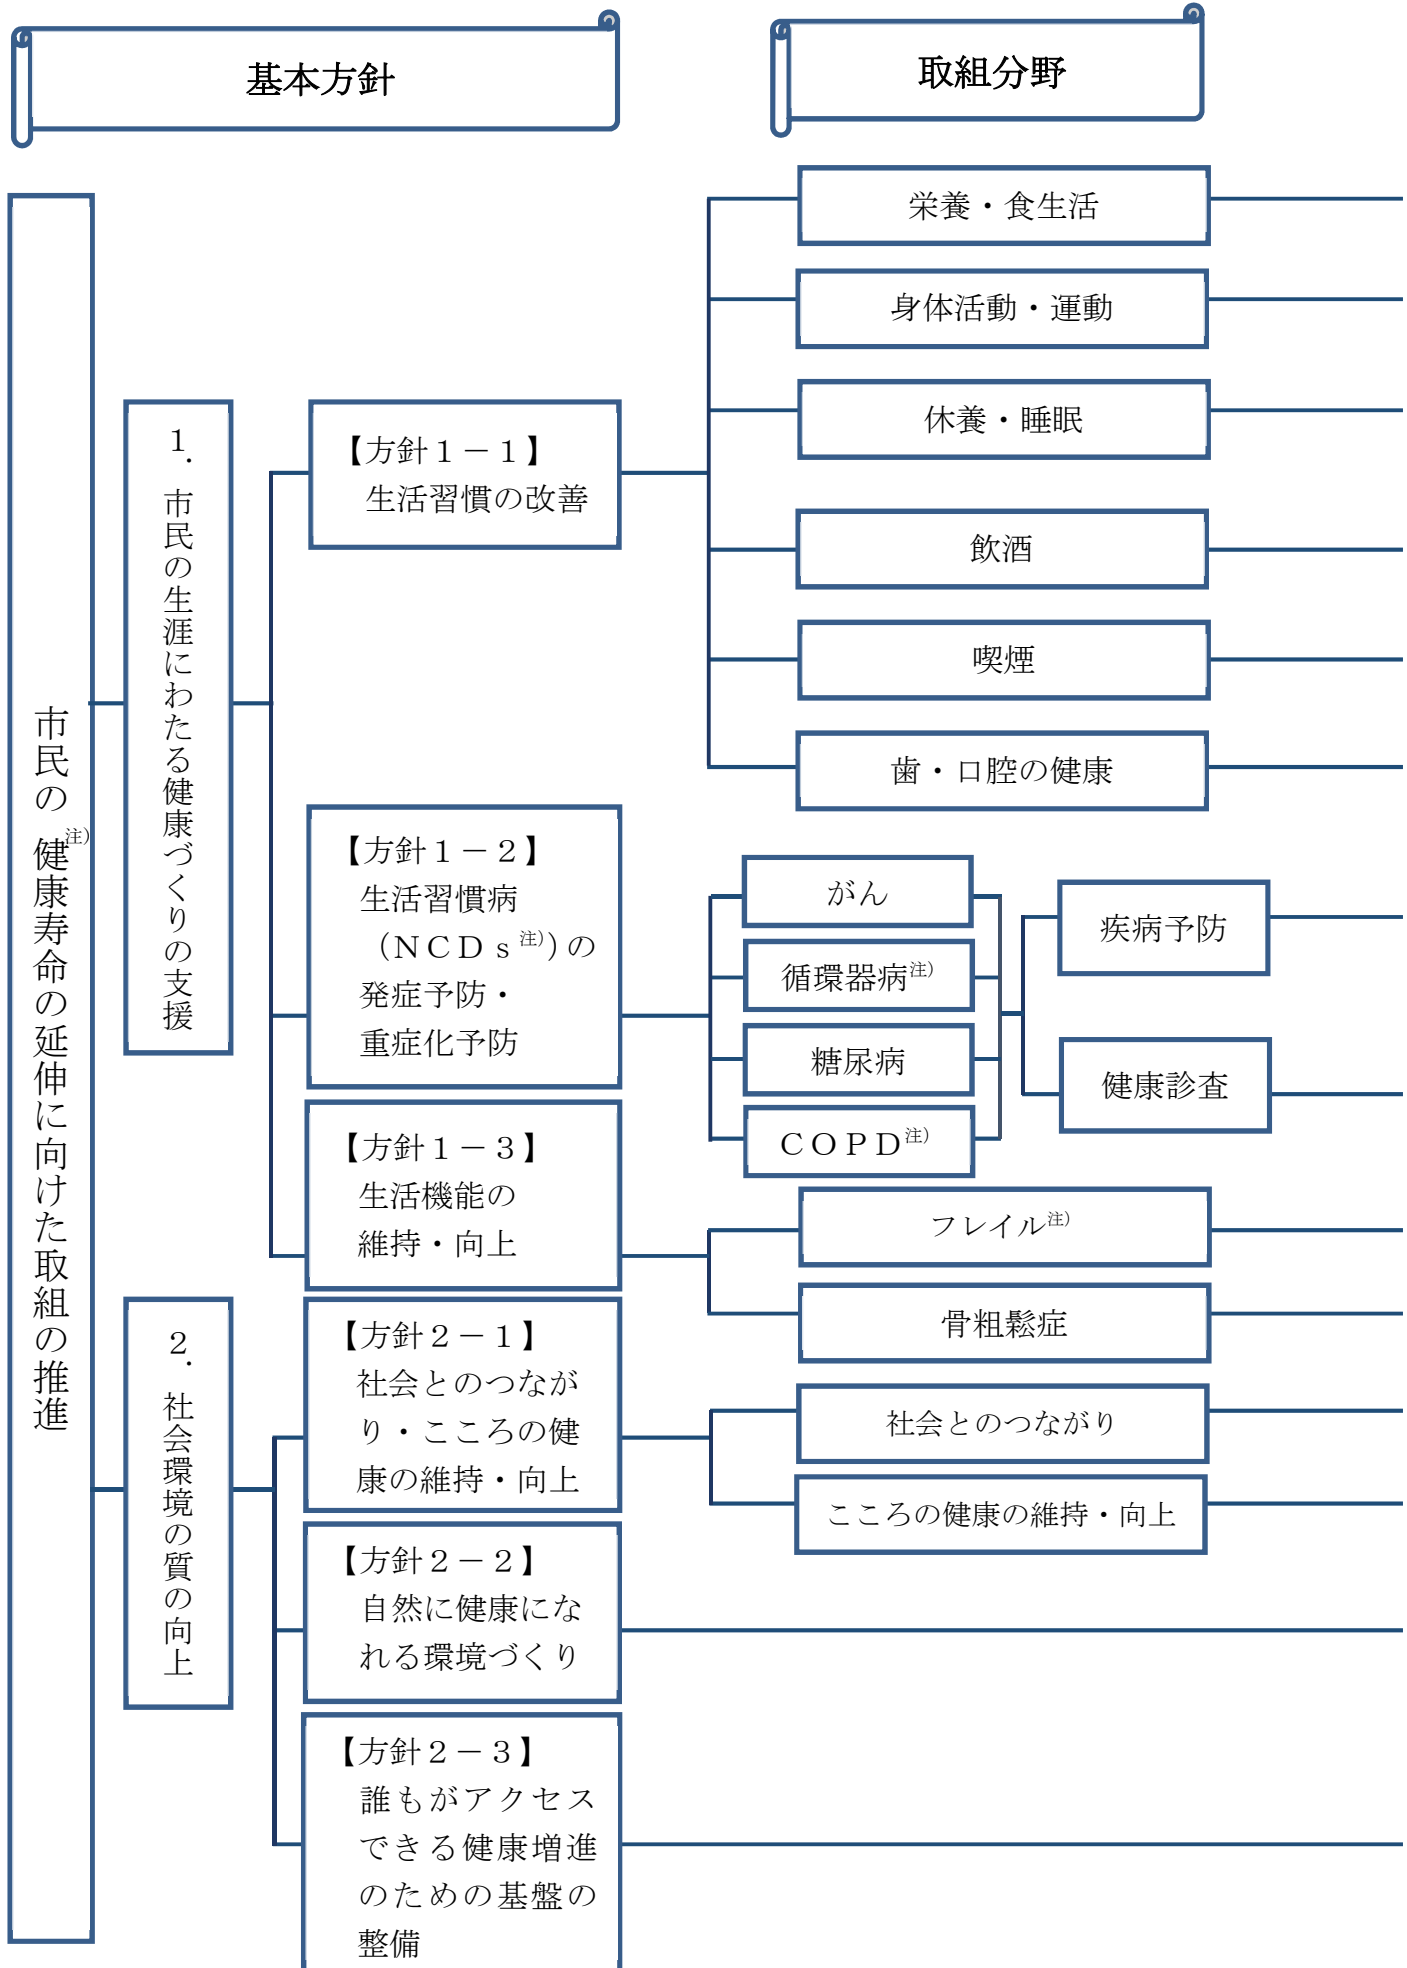 基本方針
取組分野
市民の健康寿命の延伸に向けた取組の推進
注)
１．市民の生涯にわたる健康づくりの支援
【方針１－１】
生活習慣の改善
栄養・食生活
身体活動・運動
休養・睡眠
飲酒
喫煙
歯・口腔の健康
【方針１－２】
生活習慣病
（ＮＣＤｓ注)）の
発症予防・
重症化予防
がん
循環器病注)
糖尿病
ＣＯＰＤ注)
疾病予防
健康診査
【方針１－３】
生活機能の
維持・向上
フレイル注)
骨粗鬆症
２．社会環境の質の向上
【方針２－１】
社会とのつなが
り・こころの健
康の維持・向上
社会とのつながり
こころの健康の維持・向上
【方針２－２】
自然に健康にな
れる環境づくり
【方針２－３】
誰もがアクセス
できる健康増進
のための基盤の
整備